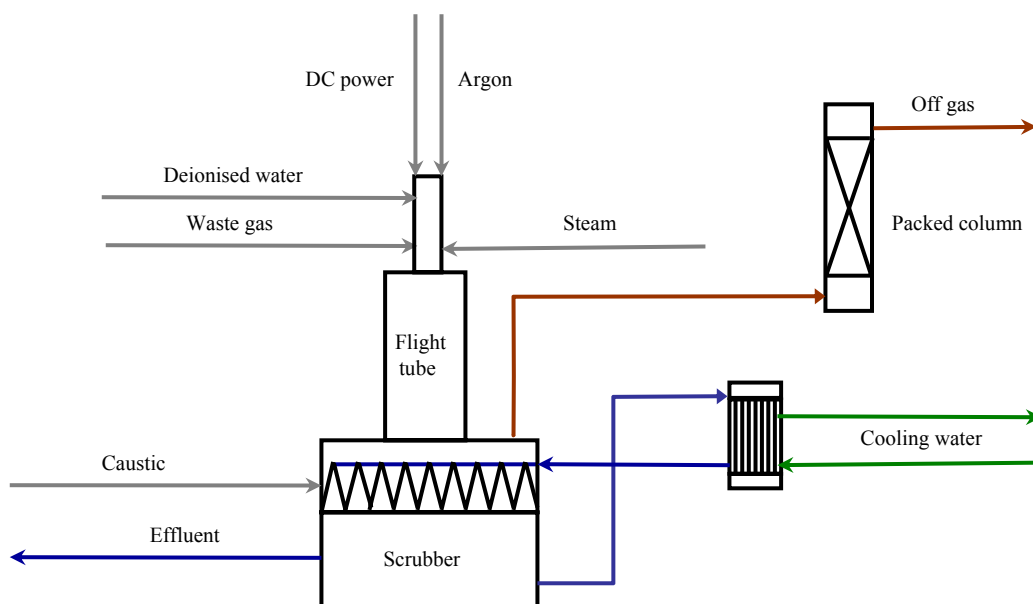 DC power
Argon
Off gas
Deionised water
Waste gas
Steam
Packed column
Flight
tube
Cooling water
Caustic
Effluent
Scrubber